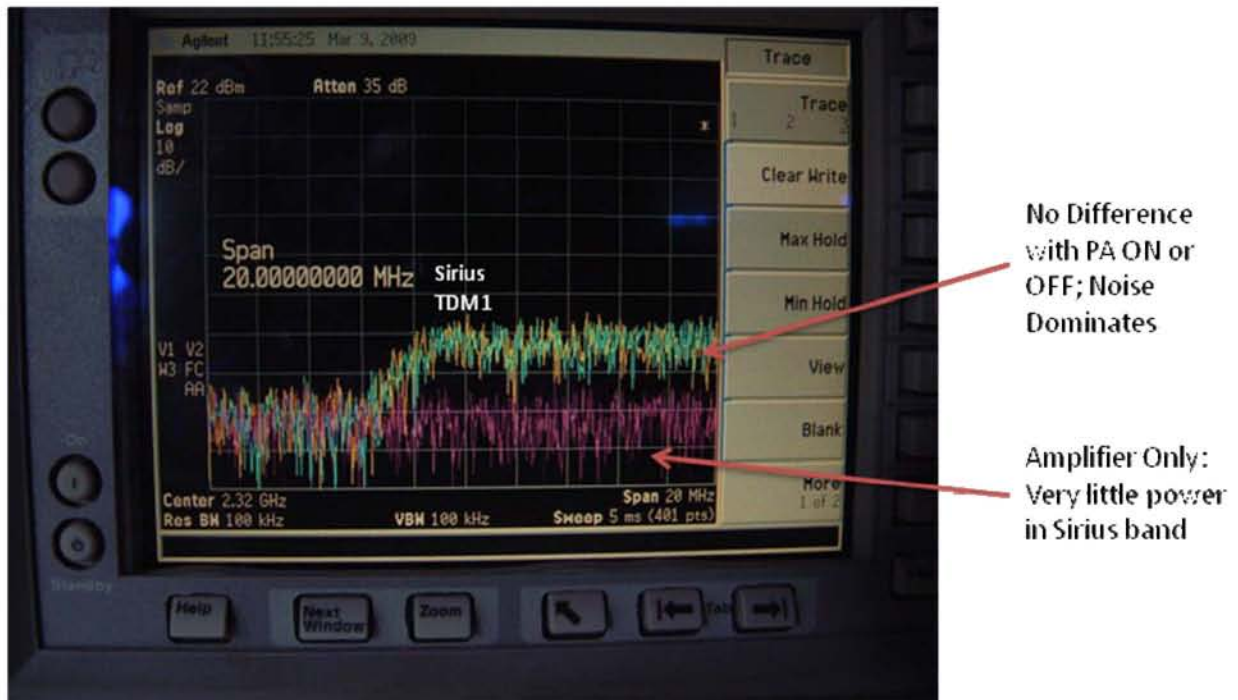 Agilent 11:55:25 Mar 9, 2009
Trace
Ref 22 dBm Atten 35 dB
Samp
Log
10
dB/
Trace
1 2 3
Clear Write
Max Hold
Span
20.00000000 MHz
Sirius
TDM1
Min Hold
V1 V2
W3 FC
AA
View
Blank
More
1 of 2
Center 2.32 GHz Span 20 MHz
Res BW 100 kHz VBW 100 kHz Sweep 5 ms (401 pts)
On
Standby
Help
Next
Window
Zoom
Tab
No Difference
with PA ON or
OFF; Noise
Dominates
Amplifier Only:
Very little power
in Sirius band